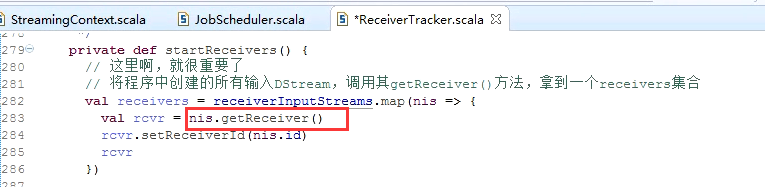 StreamingContext.scala JobScheduler.scala *ReceiverTracker.scala
278 */
279 private def startReceivers() {
280 // 这里啊，就很重要了
281 // 将程序中创建的所有输入DStream，调用其getReceiver()方法，拿到一个receivers集合
282 val receivers = receiverInputStreams.map(nis => {
283 val rcvr = nis.getReceiver()
284 rcvr.setReceiverId(nis.id)
285 rcvr
286 })
287